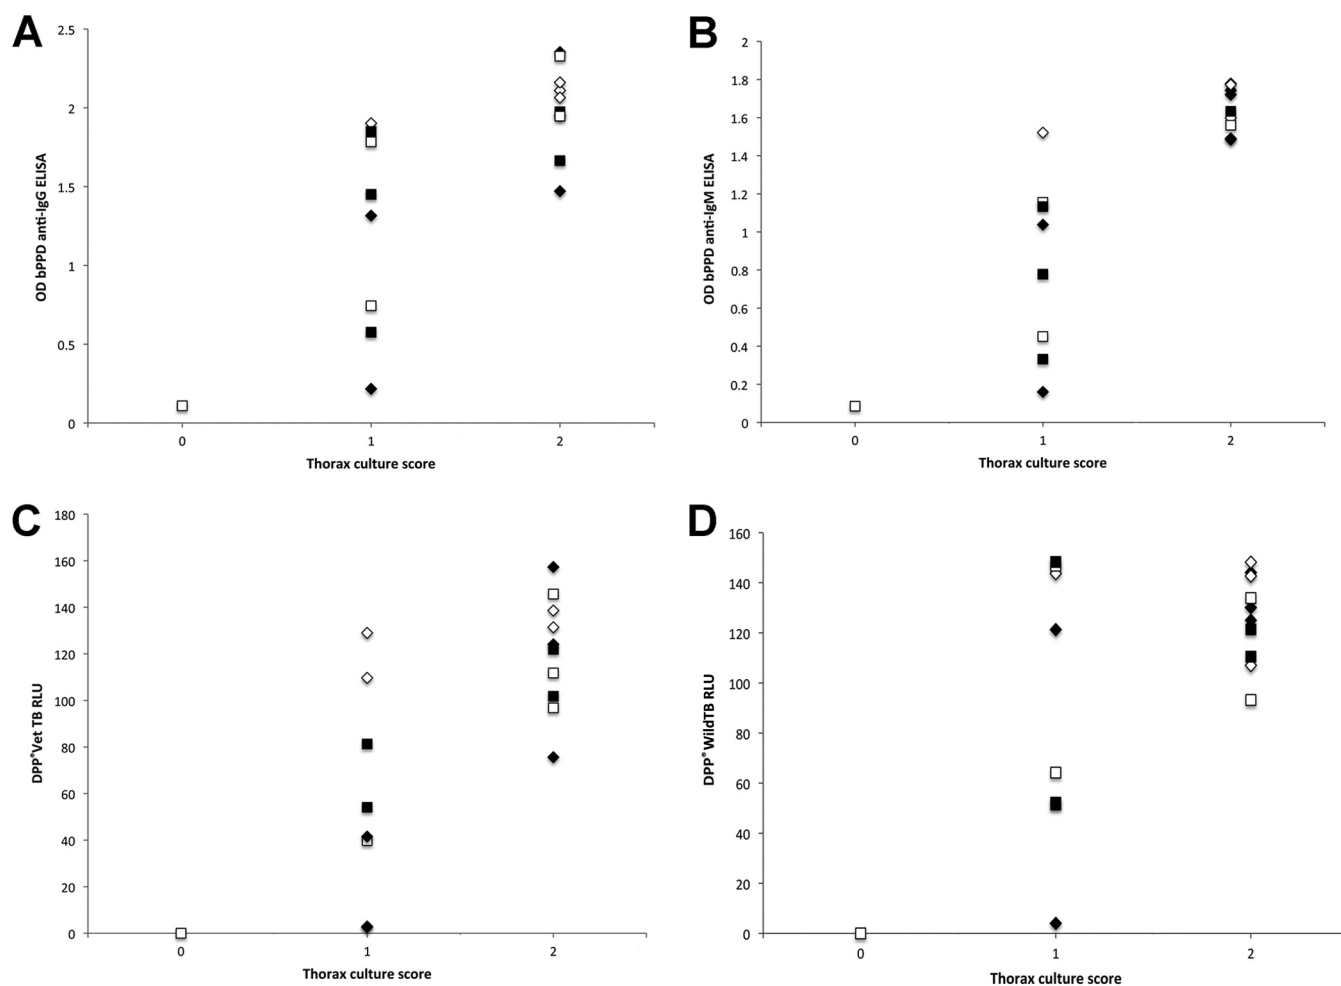 A
OD bPPD anti-IgG ELISA
2.5
2
1.5
1
0.5
0
0 1 2
Thorax culture score
B
OD bPPD anti-IgM ELISA
2
1.8
1.6
1.4
1.2
1
0.8
0.6
0.4
0.2
0
0 1 2
Thorax culture score
C
DPP®Vet TB RLU
180
160
140
120
100
80
60
40
20
0
0 1 2
Thorax culture score
D
DPP®WildTB RLU
160
140
120
100
80
60
40
20
0
0 1 2
Thorax culture score